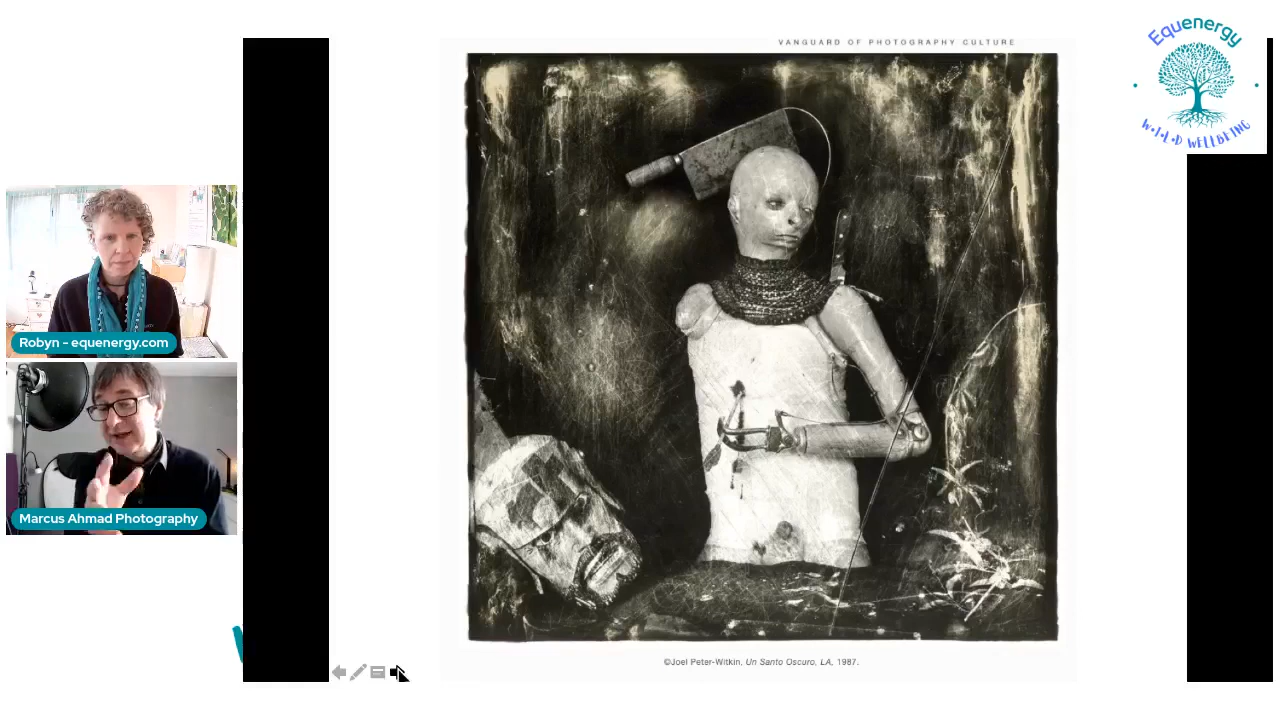 VANGUARD OF PHOTOGRAPHY CULTURE
Equenergy
W•I•L•D WELLBEING
Robyn - equenergy.com
Marcus Ahmad Photography
©Joel Peter-Witkin, Un Santo Oscuro, LA, 1987.